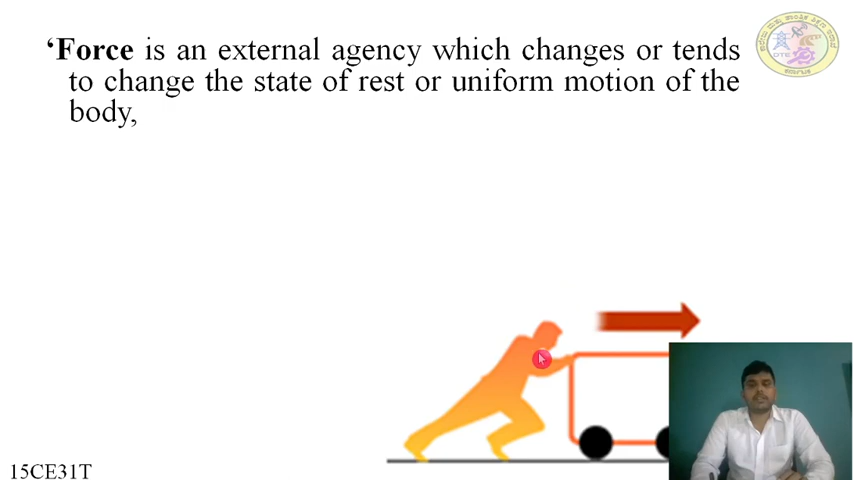 ‘Force is an external agency which changes or tends
to change the state of rest or uniform motion of the
body,
DTE
15CE31T